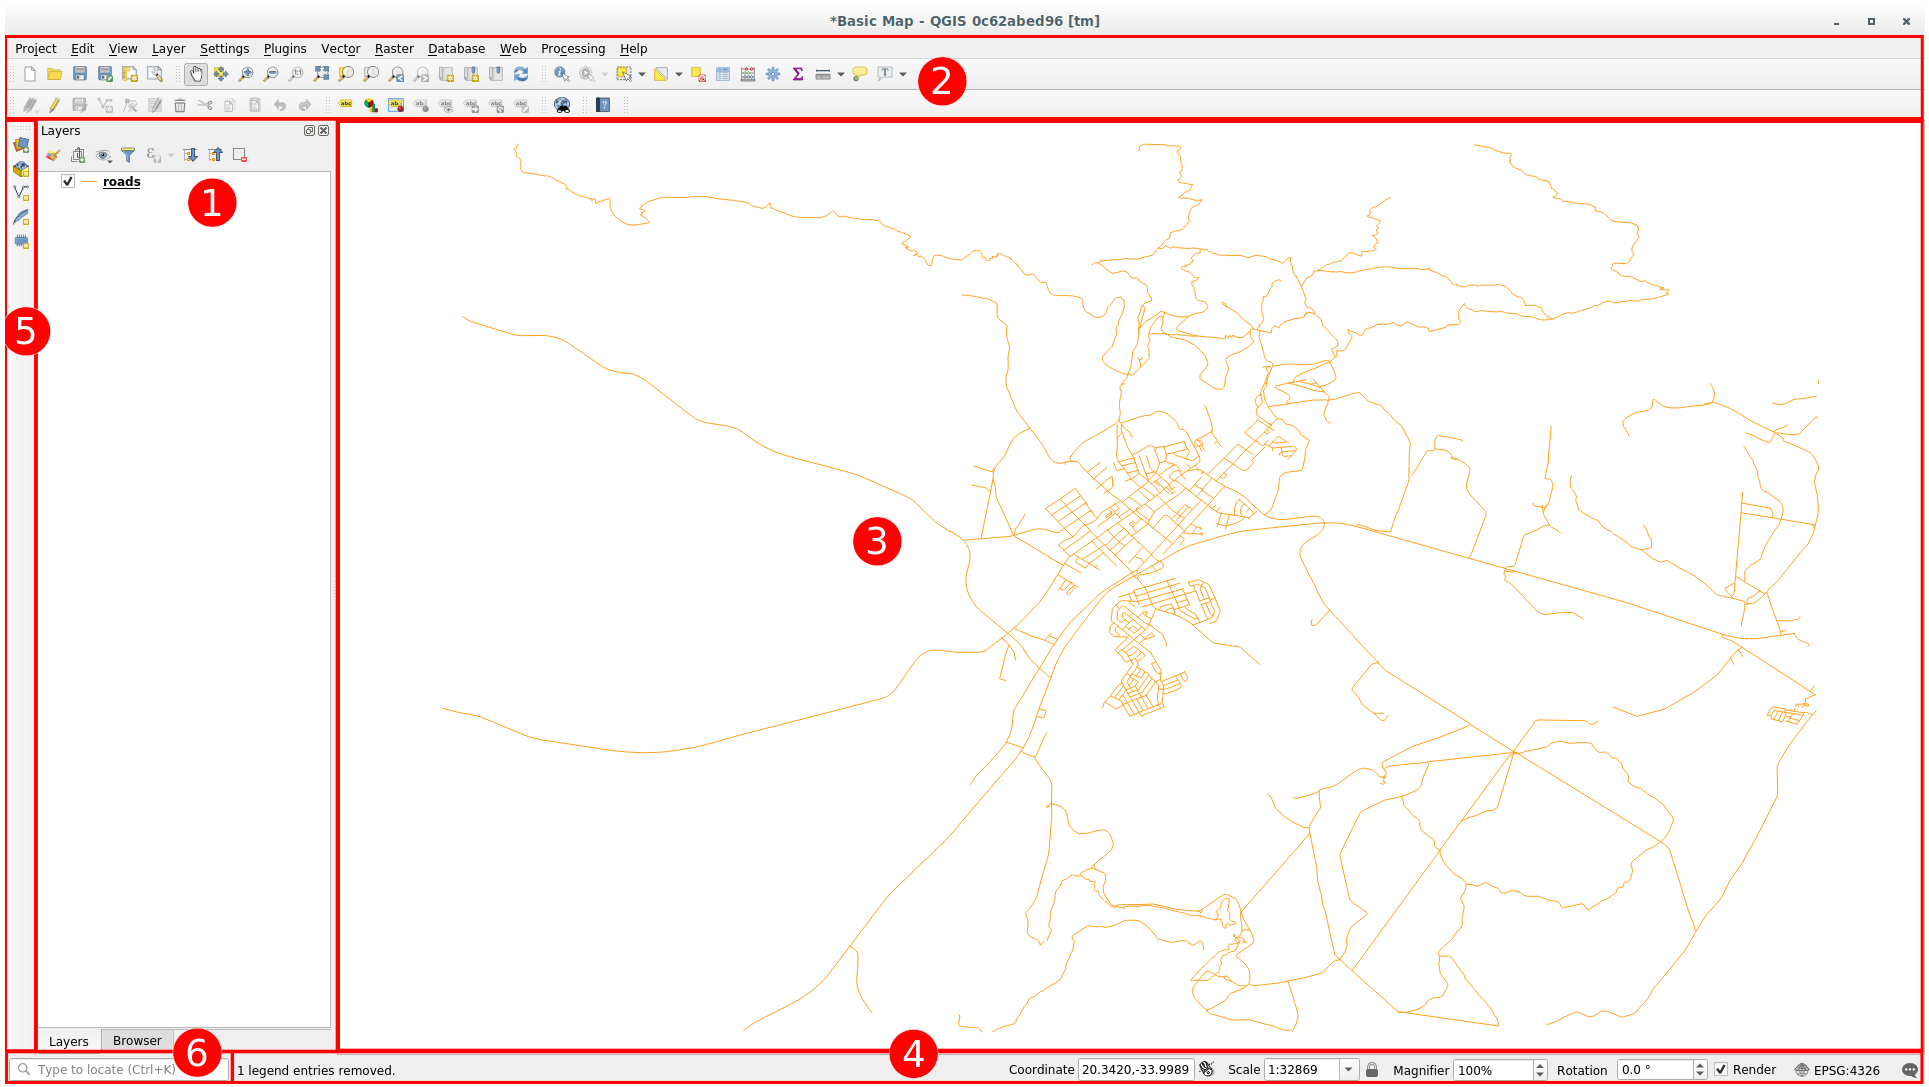 *Basic Map - QGIS 0c62abed96 [tm]
Project Edit View Layer Settings Plugins Vector Raster Database Web Processing Help
2
Layers
roads
1
5
3
Layers Browser
6
4
Type to locate (Ctrl+K)
1 legend entries removed.
Coordinate 20.3420,-33.9989 Scale 1:32869 Magnifier 100% Rotation 0.0 ° Render EPSG:4326